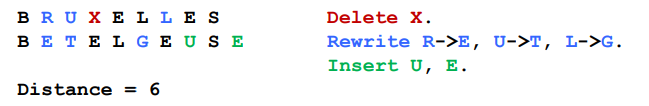 B R U X E L L E S Delete X.
B E T E L G E U S E Rewrite R->E, U->T, L->G.
Insert U, E.
Distance = 6